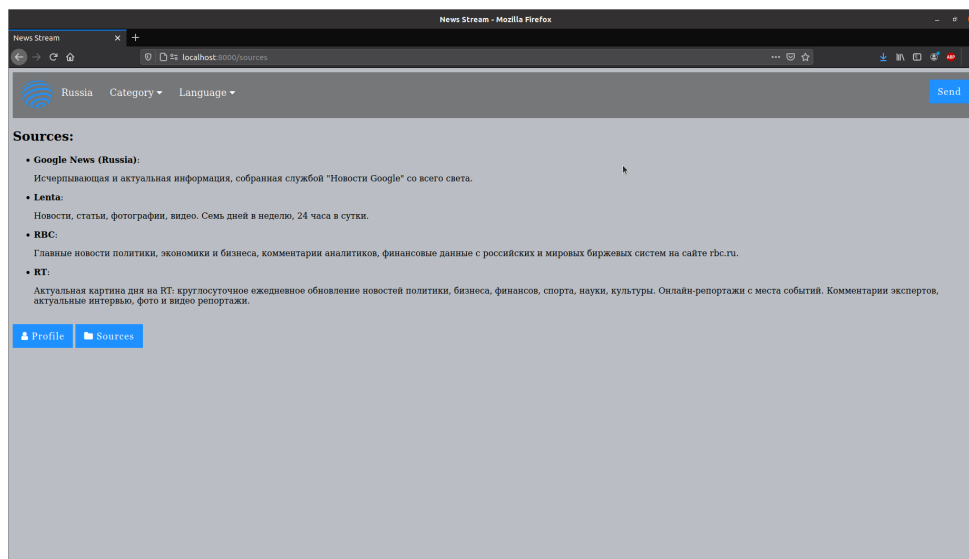 News Stream - Mozilla Firefox
News Stream
localhost:8000/sources
ABP
Russia Category Language Send
Sources:
Google News (Russia):
Исчерпывающая и актуальная информация, собранная службой "Новости Google" со всего света.
Lenta:
Новости, статьи, фотографии, видео. Семь дней в неделю, 24 часа в сутки.
RBC:
Главные новости политики, экономики и бизнеса, комментарии аналитиков, финансовые данные с российских и мировых биржевых систем на сайте rbc.ru.
RT:
Актуальная картина дня на RT: круглосуточное ежедневное обновление новостей политики, бизнеса, финансов, спорта, науки, культуры. Онлайн-репортажи с места событий. Комментарии экспертов,
актуальные интервью, фото и видео репортажи.
Profile Sources